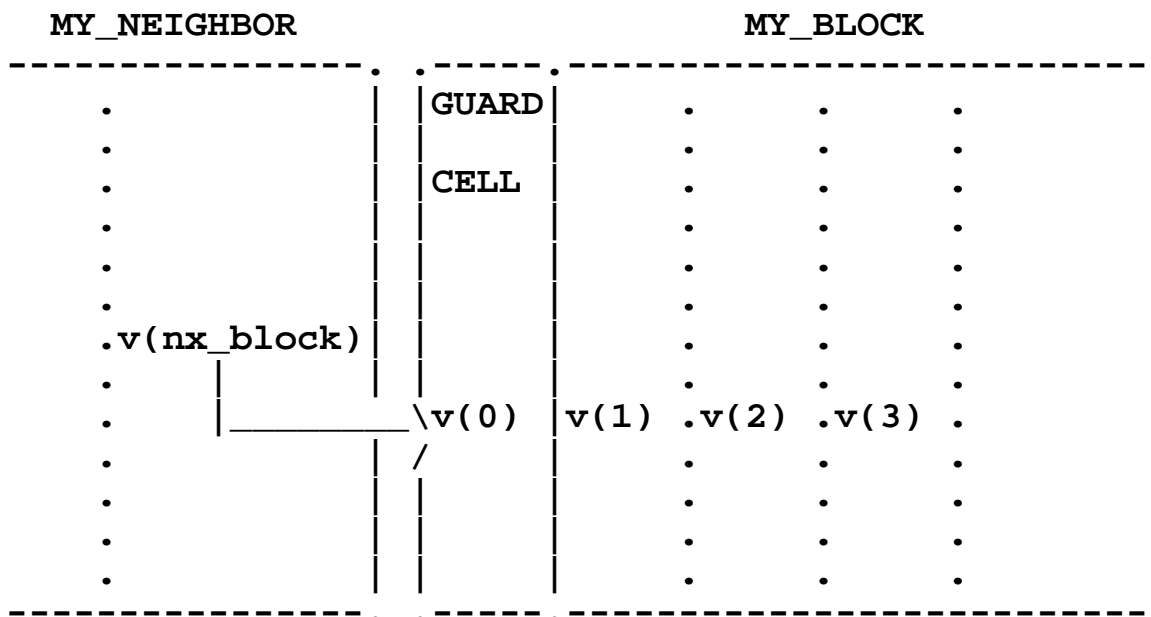 MY_NEIGHBOR MY_BLOCK
GUARD
CELL
v(nx_block)
v(0) v(1) v(2) v(3)